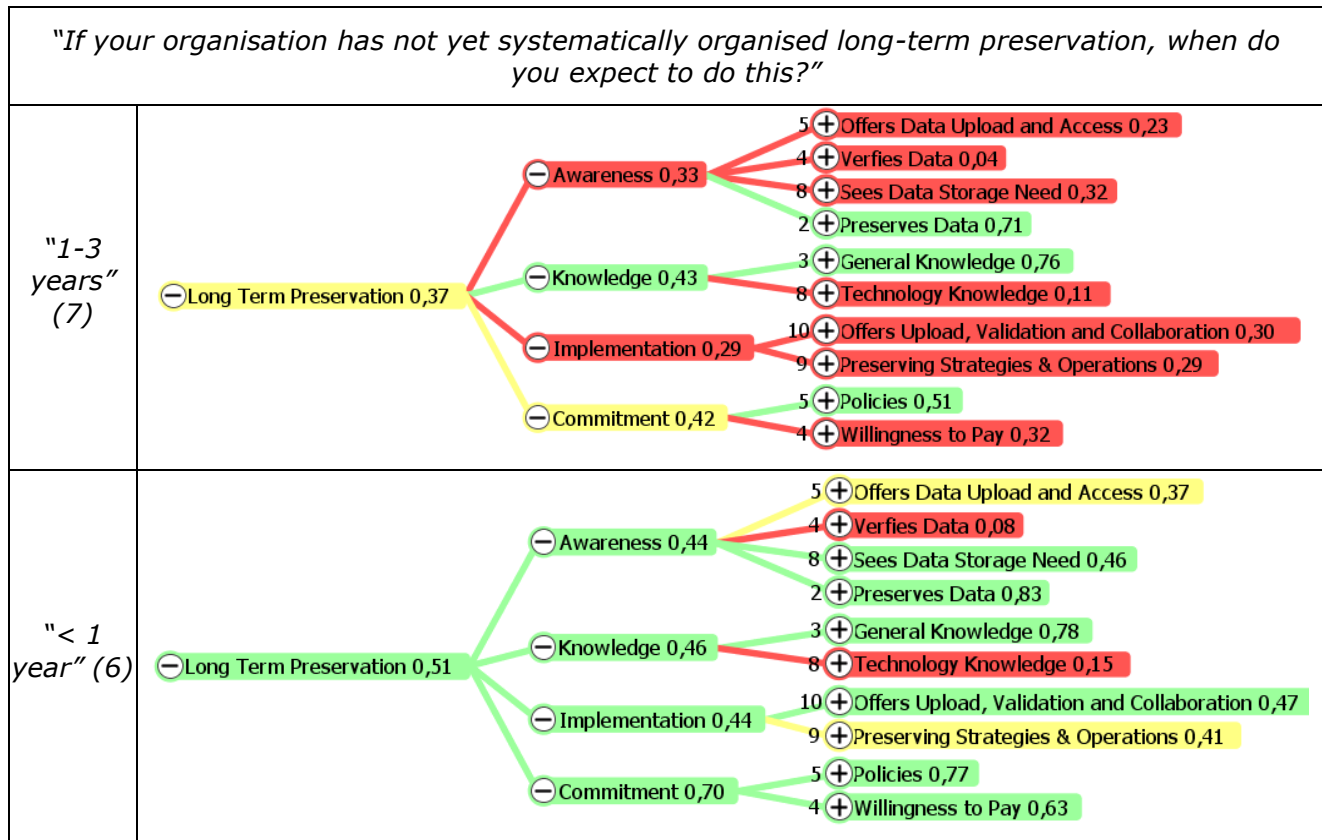 “If your organisation has not yet systematically organised long-term preservation, when do
you expect to do this?”
“1-3
years”
(7)
Long Term Preservation 0,37
Awareness 0,33
5 Offers Data Upload and Access 0,23
4 Verfies Data 0,04
8 Sees Data Storage Need 0,32
2 Preserves Data 0,71
Knowledge 0,43
3 General Knowledge 0,76
8 Technology Knowledge 0,11
Implementation 0,29
10 Offers Upload, Validation and Collaboration 0,30
9 Preserving Strategies & Operations 0,29
Commitment 0,42
5 Policies 0,51
4 Willingness to Pay 0,32
“< 1
year” (6)
Long Term Preservation 0,51
Awareness 0,44
5 Offers Data Upload and Access 0,37
4 Verfies Data 0,08
8 Sees Data Storage Need 0,46
2 Preserves Data 0,83
Knowledge 0,46
3 General Knowledge 0,78
8 Technology Knowledge 0,15
Implementation 0,44
10 Offers Upload, Validation and Collaboration 0,47
9 Preserving Strategies & Operations 0,41
Commitment 0,70
5 Policies 0,77
4 Willingness to Pay 0,63